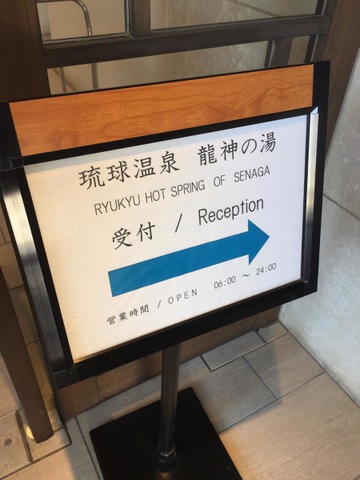 琉球温泉 龍神の湯
RYUKYU HOT SPRING OF SENAGA
受付 / Reception
営業時間 / OPEN 06:00 ～ 24:00